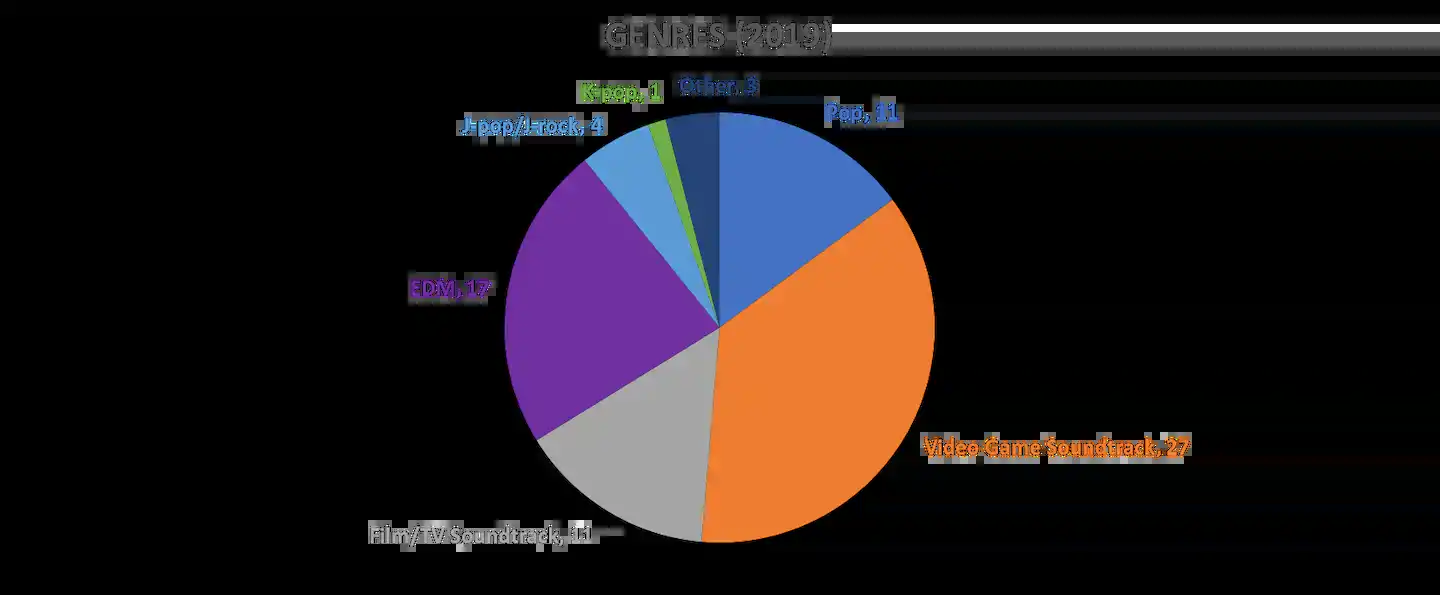 GENRES (2019)
K-pop, 1
Other, 3
Pop, 11
J-pop/J-rock, 4
EDM, 17
Video Game Soundtrack, 27
Film/TV Soundtrack, 11